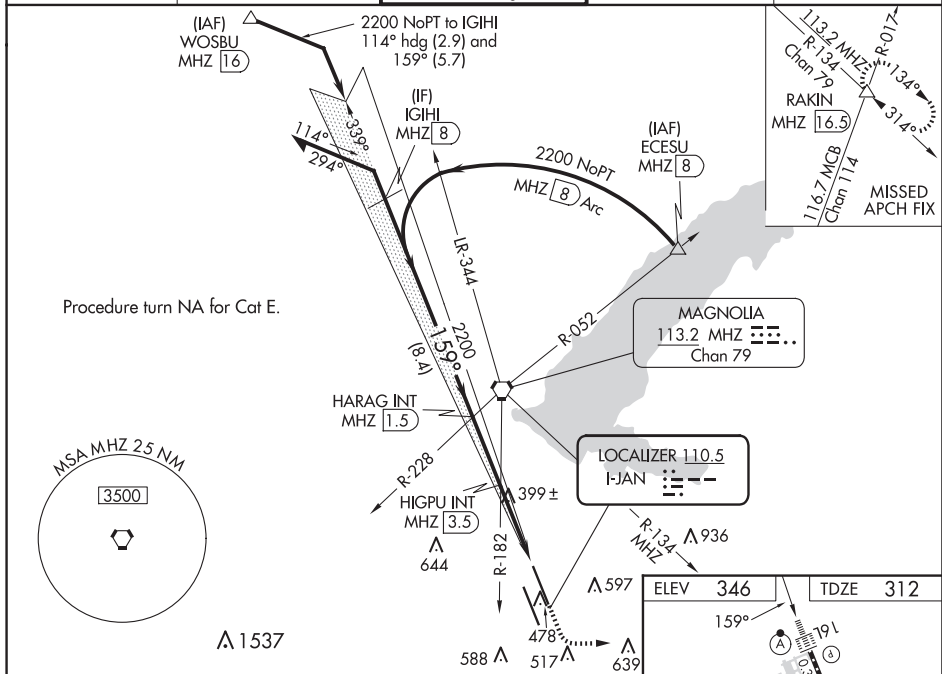 (IAF)
WOSBU
MHZ 16
2200 NoPT to IGIHI
114° hdg (2.9) and
159° (5.7)
(IF)
IGIHI
MHZ 8
(IAF)
ECESU
MHZ 8
2200 NoPT
MHZ 8 Arc
339°
114°
294°
LR-344
R-052
2200
159°
(8.4)
Procedure turn NA for Cat E.
MAGNOLIA
113.2 MHZ
Chan 79
HARAG INT
MHZ 1.5
R-228
HIGPU INT
MHZ 3.5
399 ±
R-182
LOCALIZER 110.5
I-JAN
R-134
MHZ
936
644
597
478
588
517
639
1537
MSA MHZ 25 NM
3500
113.2 MHZ
R-134
Chan 79
R-017
134°
314°
RAKIN
MHZ 16.5
116.7 MCB
Chan 114
MISSED
APCH FIX
ELEV 346
TDZE 312
159°
A
16L
P